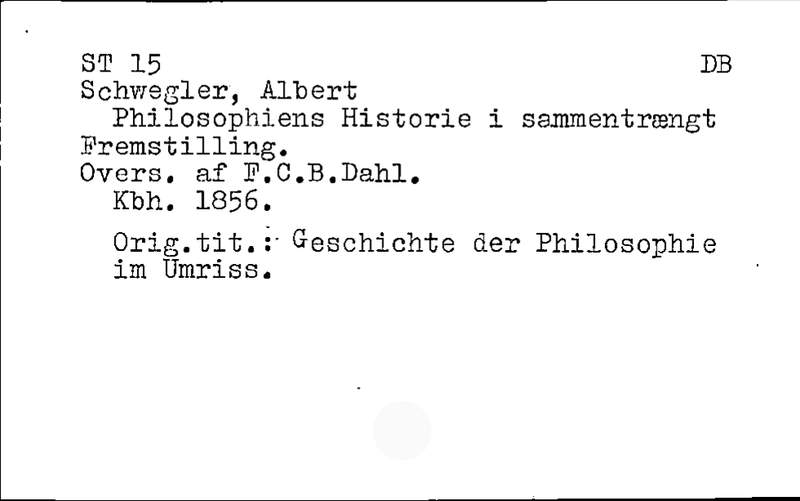 ST 15 DB
Schwegler, Albert
Philosophiens Historie i sammentrængt
Fremstilling.
Overs. af F.C.B.Dahl.
Kbh. 1856.
Orig.tit.: Geschichte der Philosophie
im Umriss.